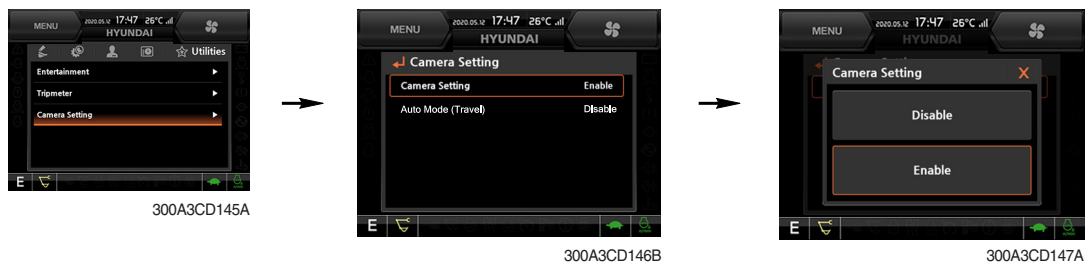 MENU
2020.05.12 17:47 26°C
HYUNDAI
Utilities
Entertainment
Tripmeter
Camera Setting
E
300A3CD145A
MENU
2020.05.12 17:47 26°C
HYUNDAI
Camera Setting
Camera Setting Enable
Auto Mode (Travel) Disable
E
300A3CD146B
MENU
2020.05.12 17:47 26°C
HYUNDAI
Camera Setting X
Disable
Enable
E
300A3CD147A